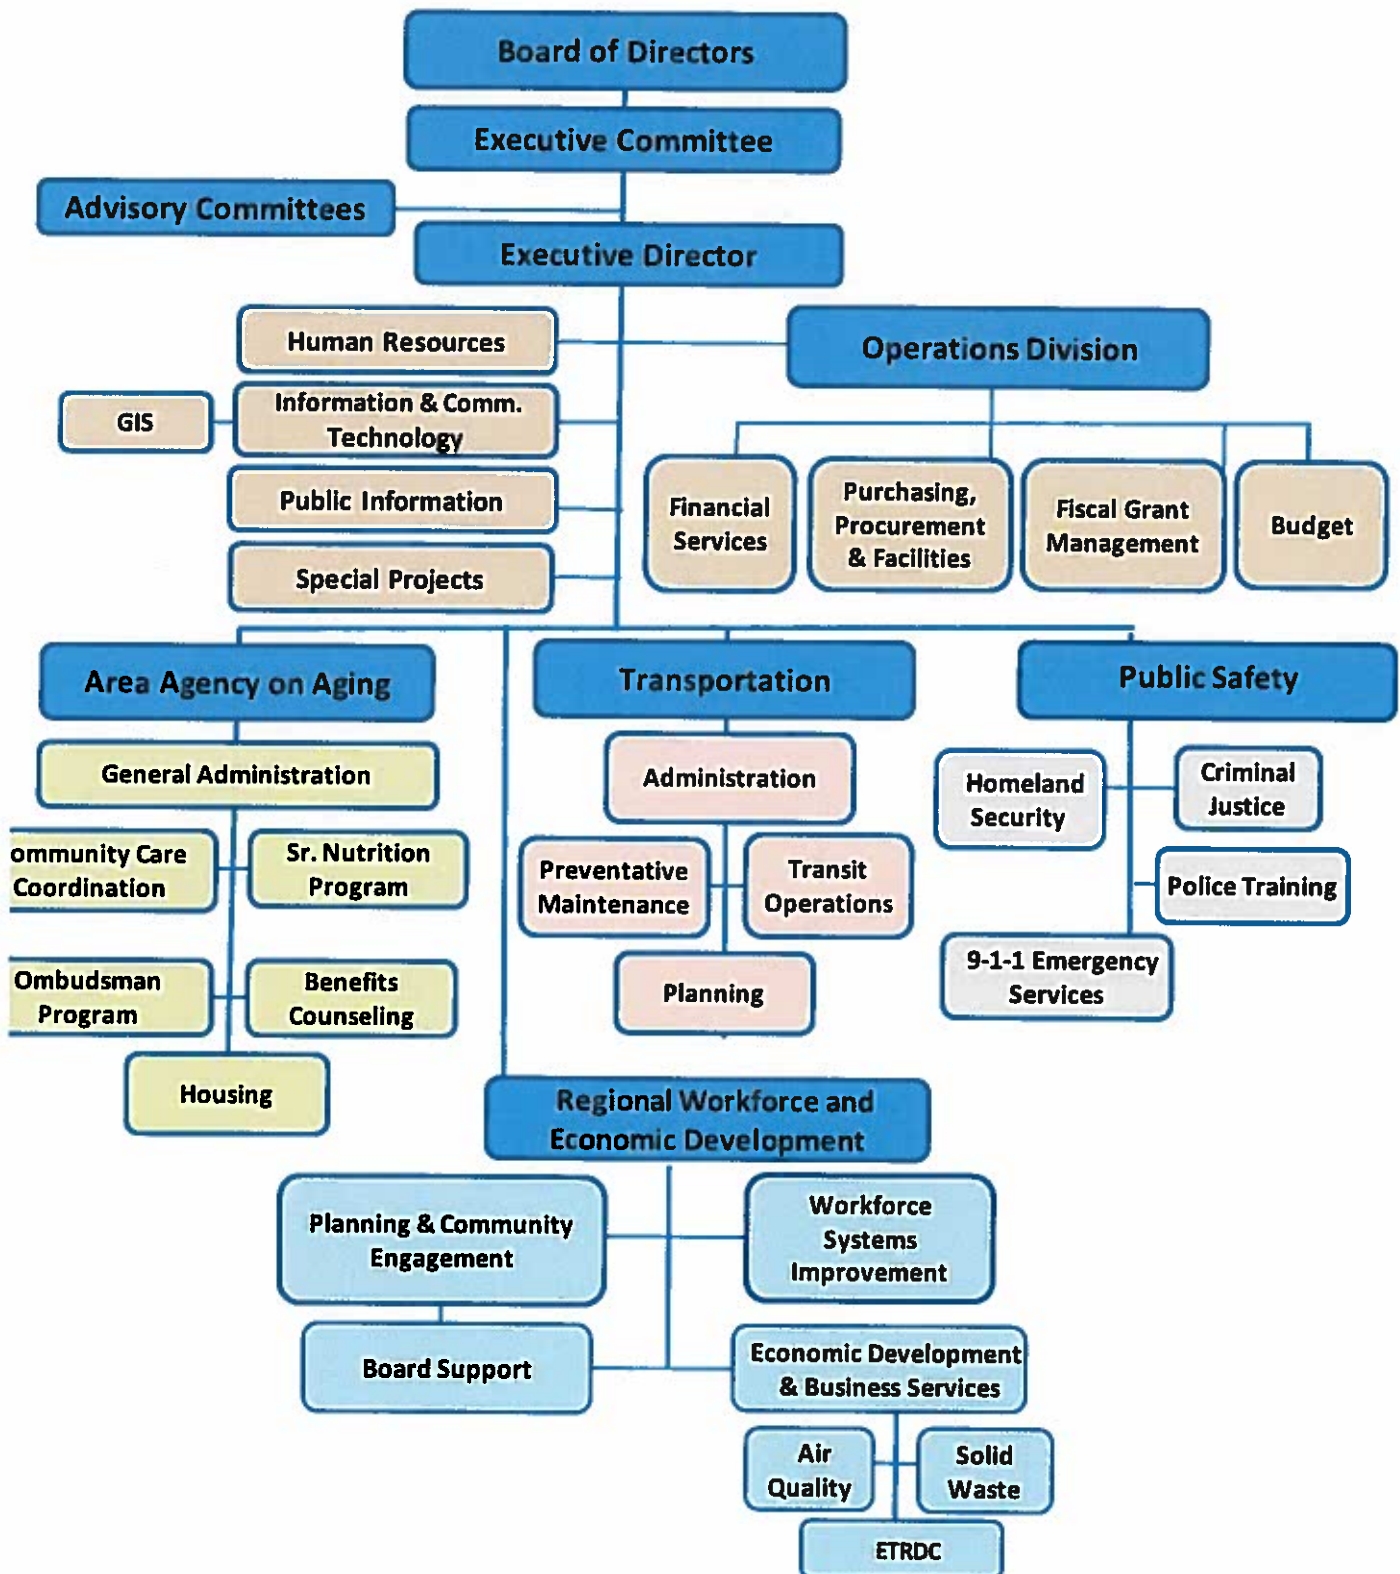 Board of Directors
Executive Committee
Advisory Committees
Executive Director
Human Resources
Operations Division
Information & Comm.
Technology
GIS
Public Information
Special Projects
Financial
Services
Purchasing,
Procurement
& Facilities
Fiscal Grant
Management
Budget
Area Agency on Aging
Transportation
Public Safety
General Administration
ommunity Care
Coordination
Sr. Nutrition
Program
Ombudsman
Program
Benefits
Counseling
Housing
Administration
Preventative
Maintenance
Transit
Operations
Planning
Homeland
Security
Criminal
Justice
Police Training
9-1-1 Emergency
Services
Regional Workforce and
Economic Development
Planning & Community
Engagement
Workforce
Systems
Improvement
Board Support
Economic Development
& Business Services
Air
Quality
Solid
Waste
ETRDC